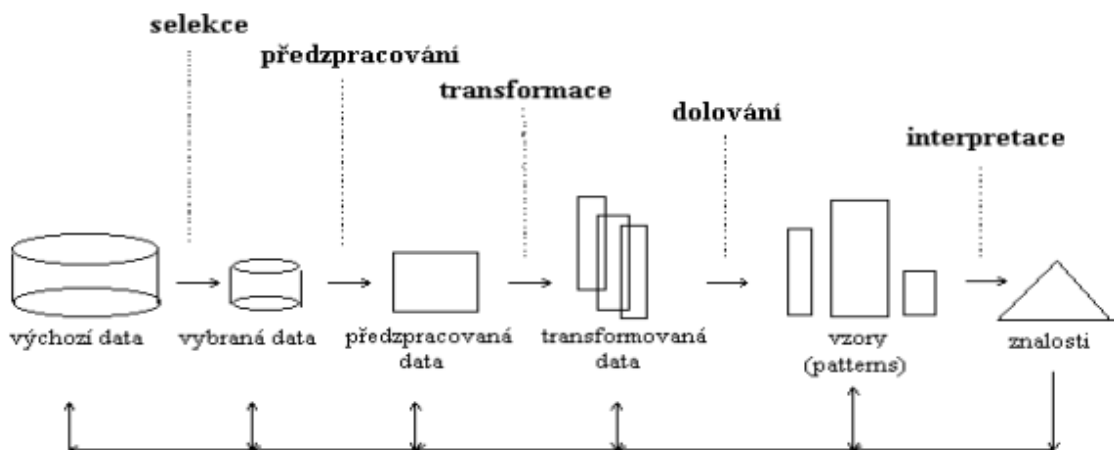 selekce
předzpracování
transformace
dolování
interpretace
výchozí data
vybraná data
předzpracovaná
data
transformovaná
data
vzory
(patterns)
znalosti